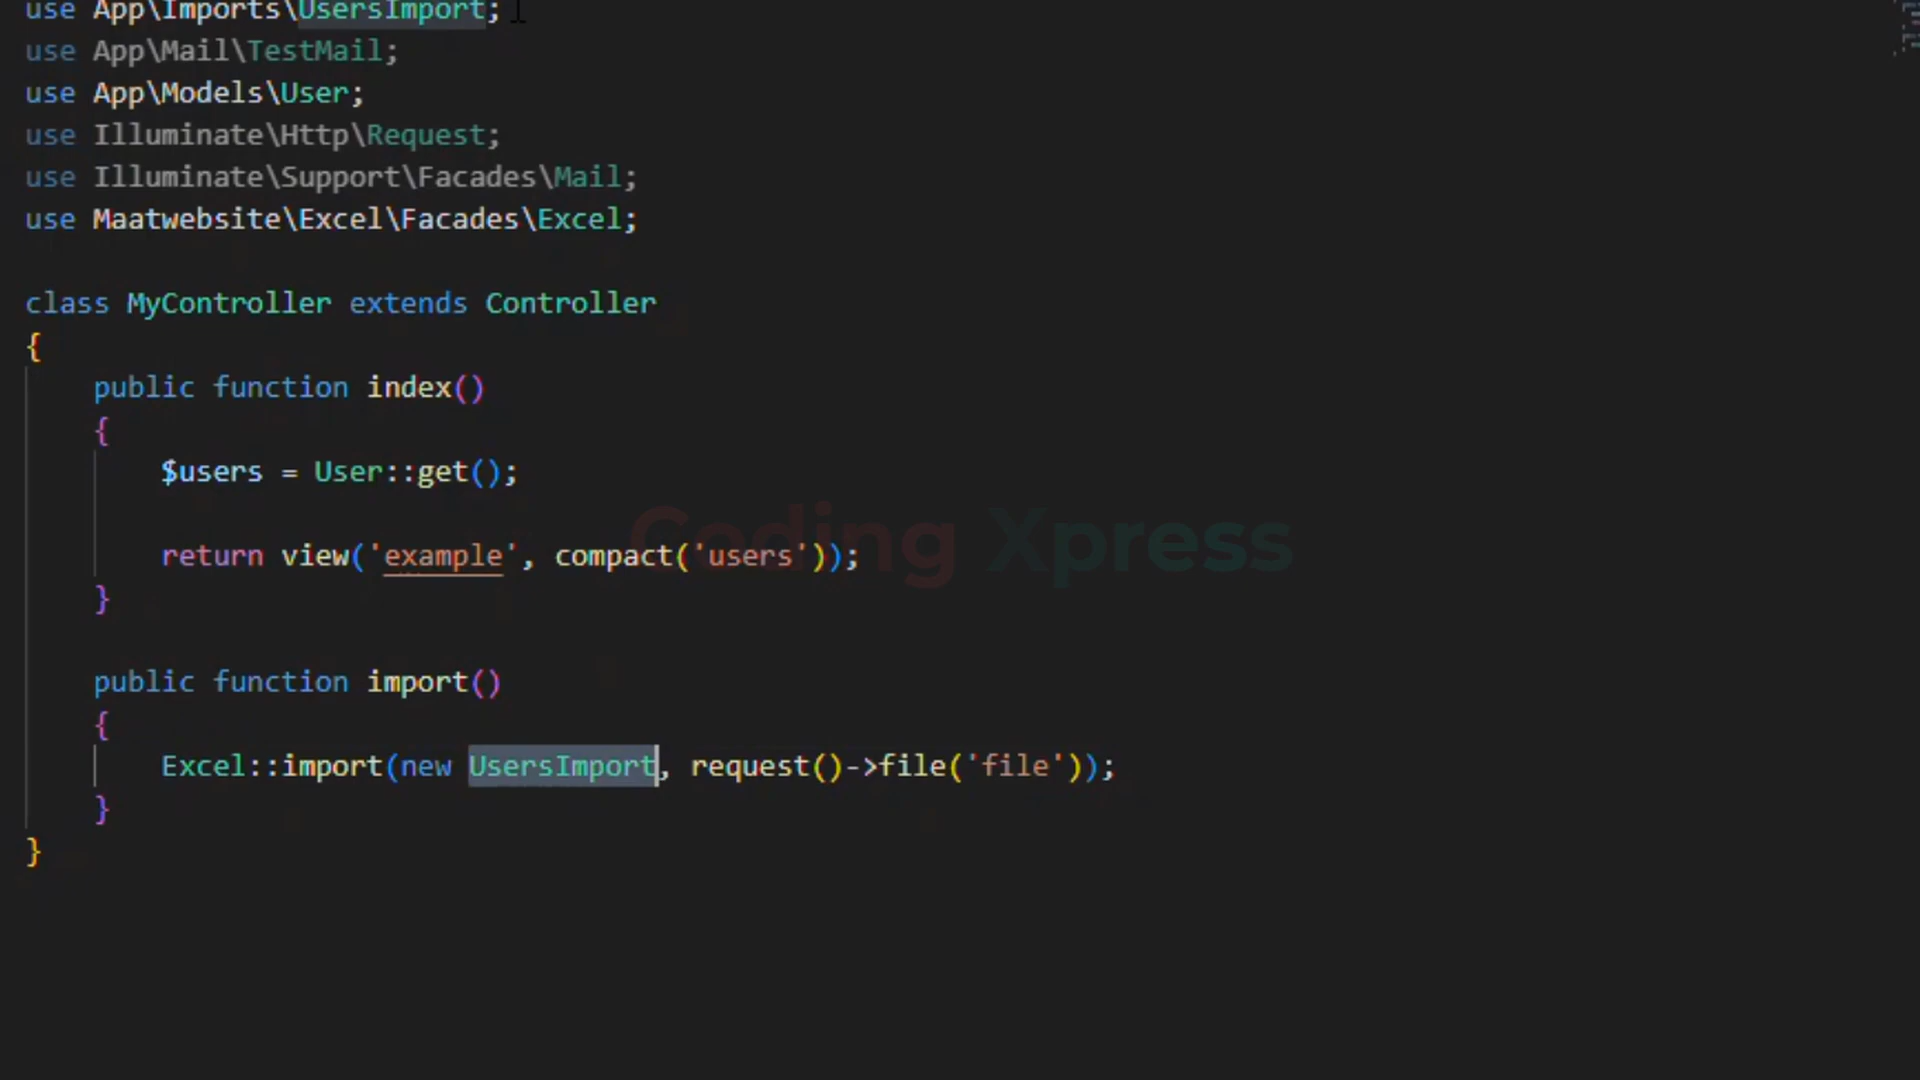 use App\Imports\UsersImport;
use App\Mail\TestMail;
use App\Models\User;
use Illuminate\Http\Request;
use Illuminate\Support\Facades\Mail;
use Maatwebsite\Excel\Facades\Excel;
class MyController extends Controller
{
    public function index()
    {
        $users = User::get();
        return view('example', compact('users'));
    }
    public function import()
    {
        Excel::import(new UsersImport, request()->file('file'));
    }
}
Coding Xpress